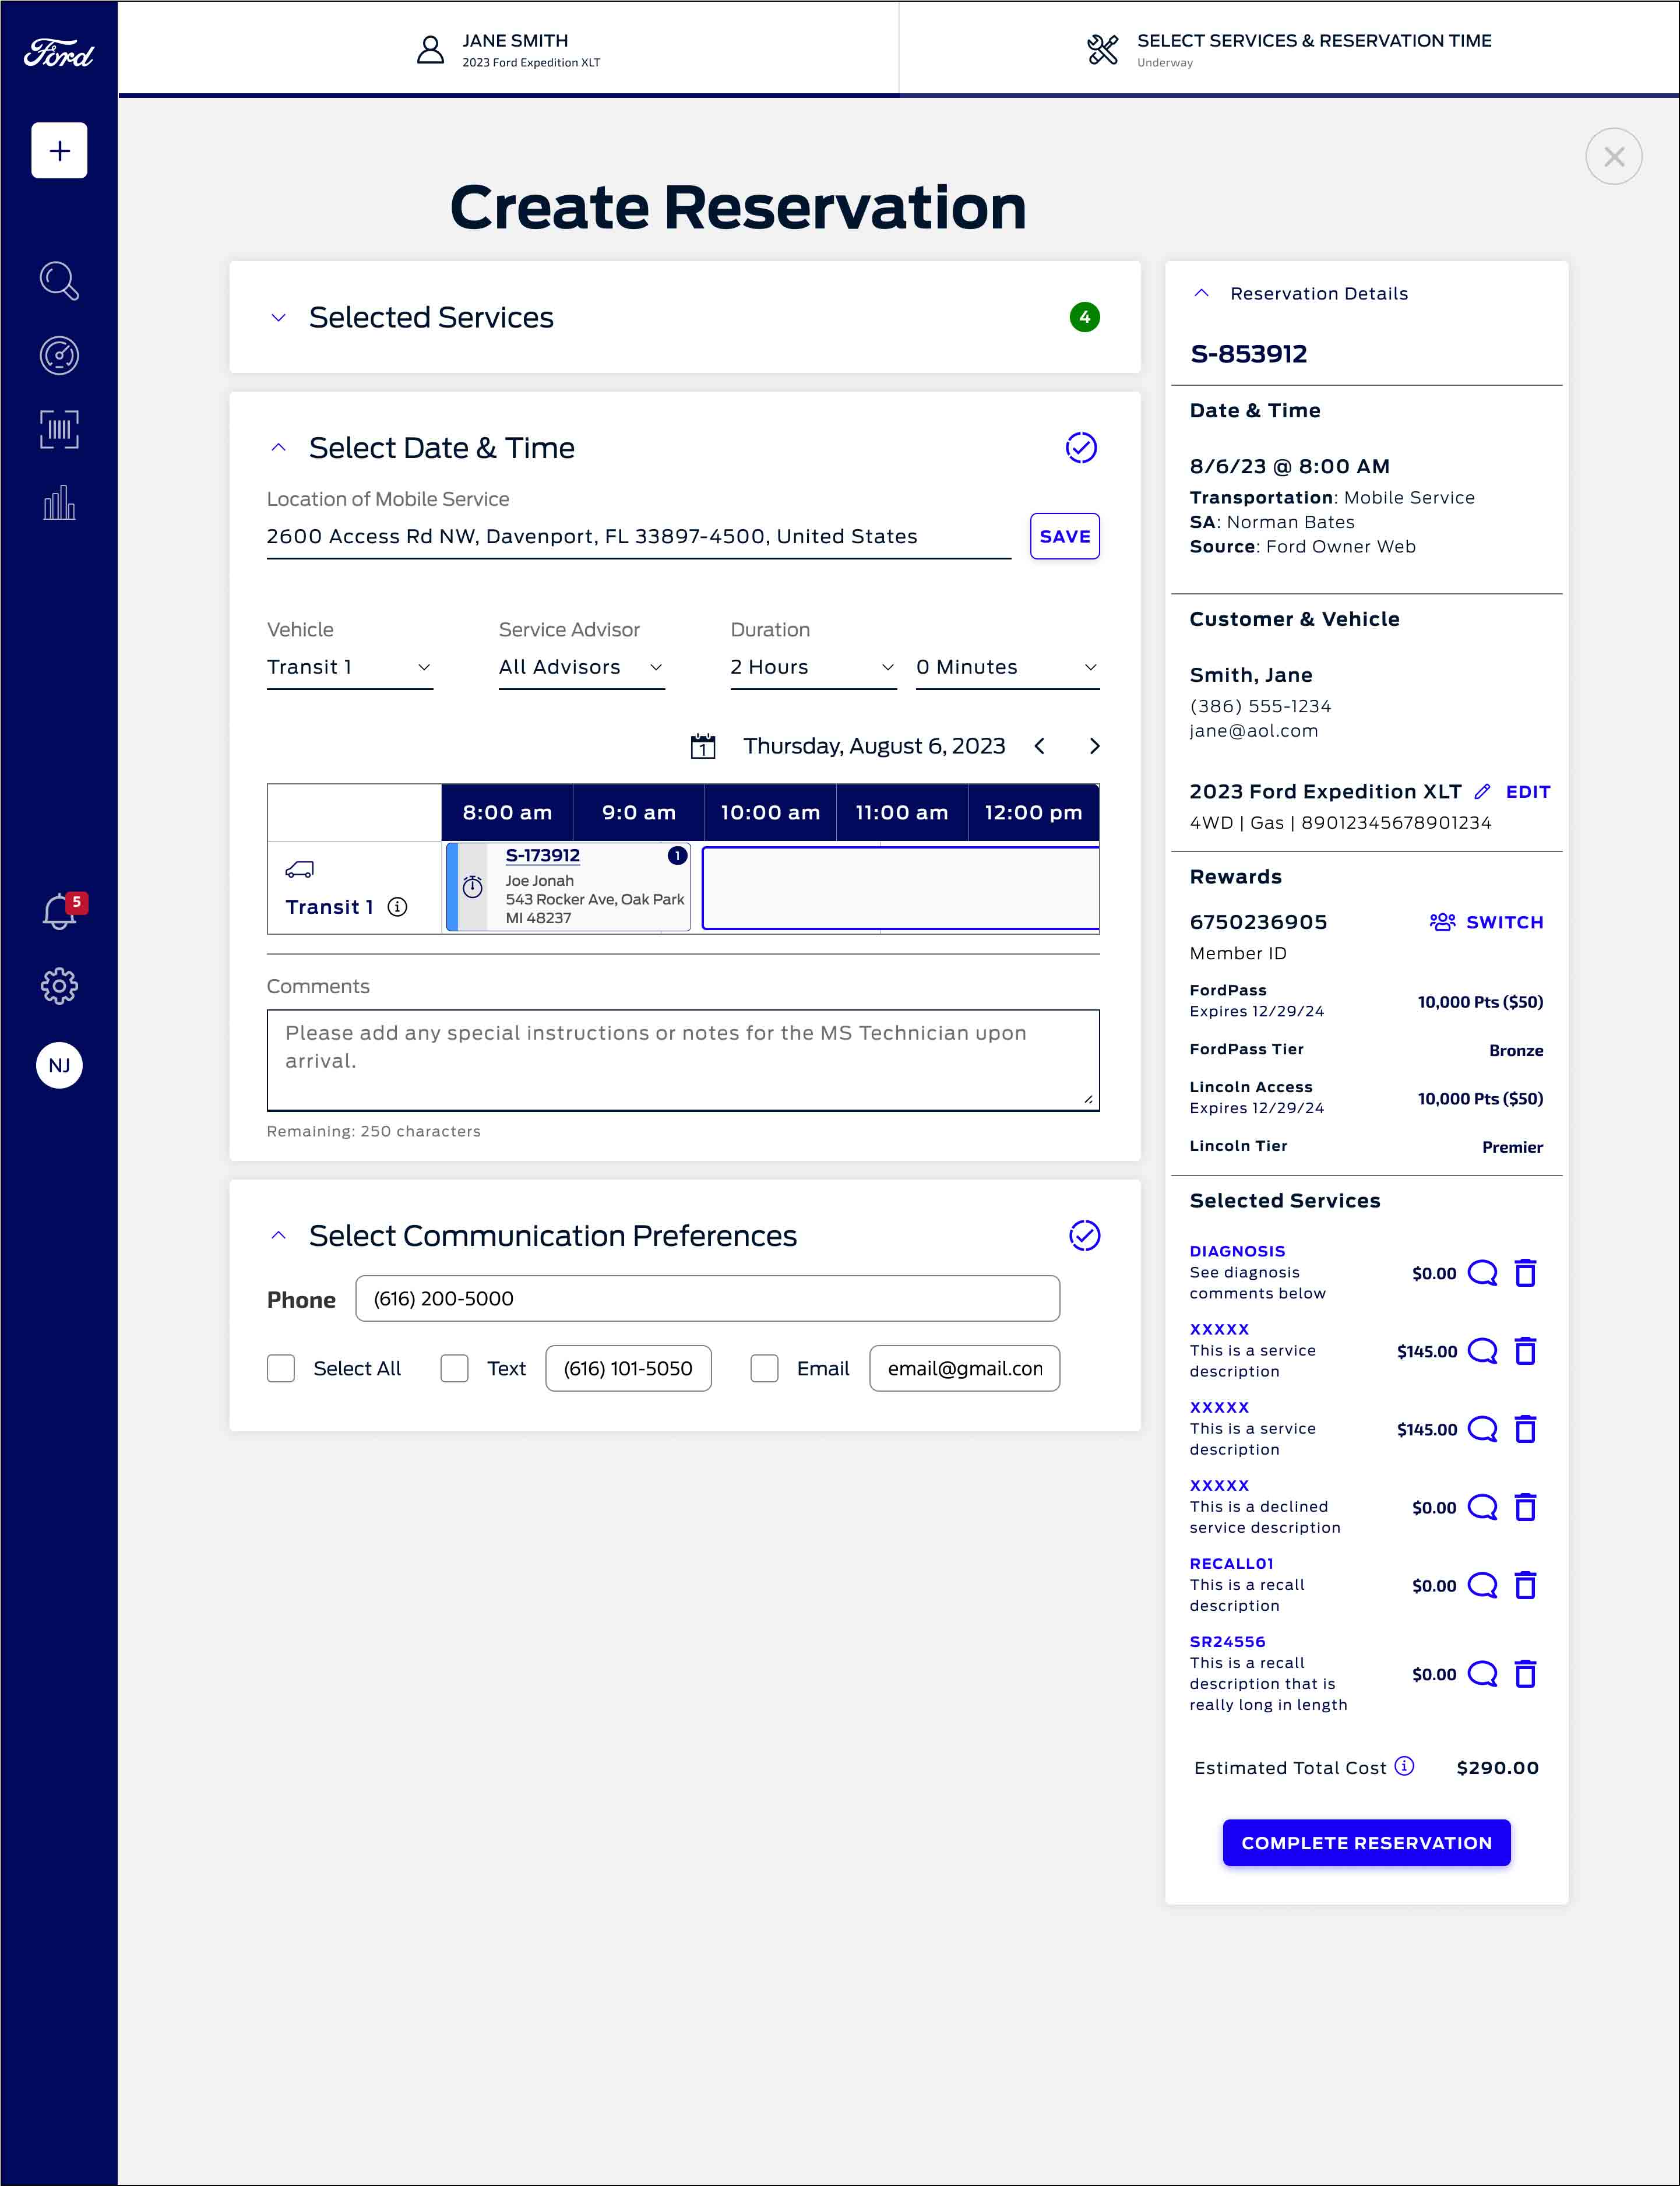 Ford
JANE SMITH
2023 Ford Expedition XLT
SELECT SERVICES & RESERVATION TIME
Underway
Create Reservation
Selected Services
4
Select Date & Time
Location of Mobile Service
2600 Access Rd NW, Davenport, FL 33897-4500, United States
SAVE
Vehicle
Service Advisor
Duration
Transit 1
All Advisors
2 Hours
0 Minutes
1
Thursday, August 6, 2023
8:00 am
9:0 am
10:00 am
11:00 am
12:00 pm
Transit 1
S-173912
1
Joe Jonah
543 Rocker Ave, Oak Park
MI 48237
Comments
Please add any special instructions or notes for the MS Technician upon
arrival.
Remaining: 250 characters
Select Communication Preferences
Phone
(616) 200-5000
Select All
Text
(616) 101-5050
Email
email@gmail.con
5
NJ
Reservation Details
S-853912
Date & Time
8/6/23 @ 8:00 AM
Transportation: Mobile Service
SA: Norman Bates
Source: Ford Owner Web
Customer & Vehicle
Smith, Jane
(386) 555-1234
jane@aol.com
2023 Ford Expedition XLT
EDIT
4WD | Gas | 89012345678901234
Rewards
6750236905
SWITCH
Member ID
FordPass
Expires 12/29/24
10,000 Pts ($50)
FordPass Tier
Bronze
Lincoln Access
Expires 12/29/24
10,000 Pts ($50)
Lincoln Tier
Premier
Selected Services
DIAGNOSIS
See diagnosis
comments below
$0.00
XXXXX
This is a service
description
$145.00
XXXXX
This is a service
description
$145.00
XXXXX
This is a declined
service description
$0.00
RECALL01
This is a recall
description
$0.00
SR24556
This is a recall
description that is
really long in length
$0.00
Estimated Total Cost
$290.00
COMPLETE RESERVATION